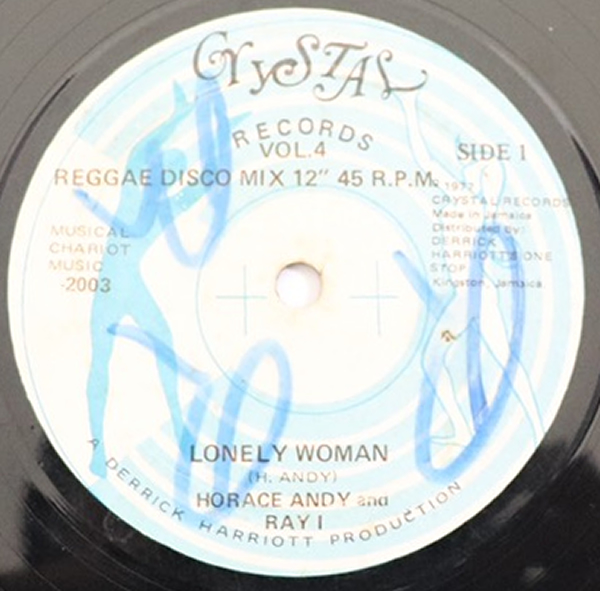 CRYSTAL
RECORDS
VOL.4
SIDE 1
REGGAE DISCO MIX 12" 45 R.P.M.
MUSICAL
CHARIOT
MUSIC
-2003
1977
CRYSTAL RECORDS
Made in Jamaica
Distributed by:
DERRICK
HARRIOTT'S ONE
STOP
Kingston, Jamaica.
LONELY WOMAN
(H. ANDY)
HORACE ANDY and
RAY I
A DERRICK HARRIOTT PRODUCTION